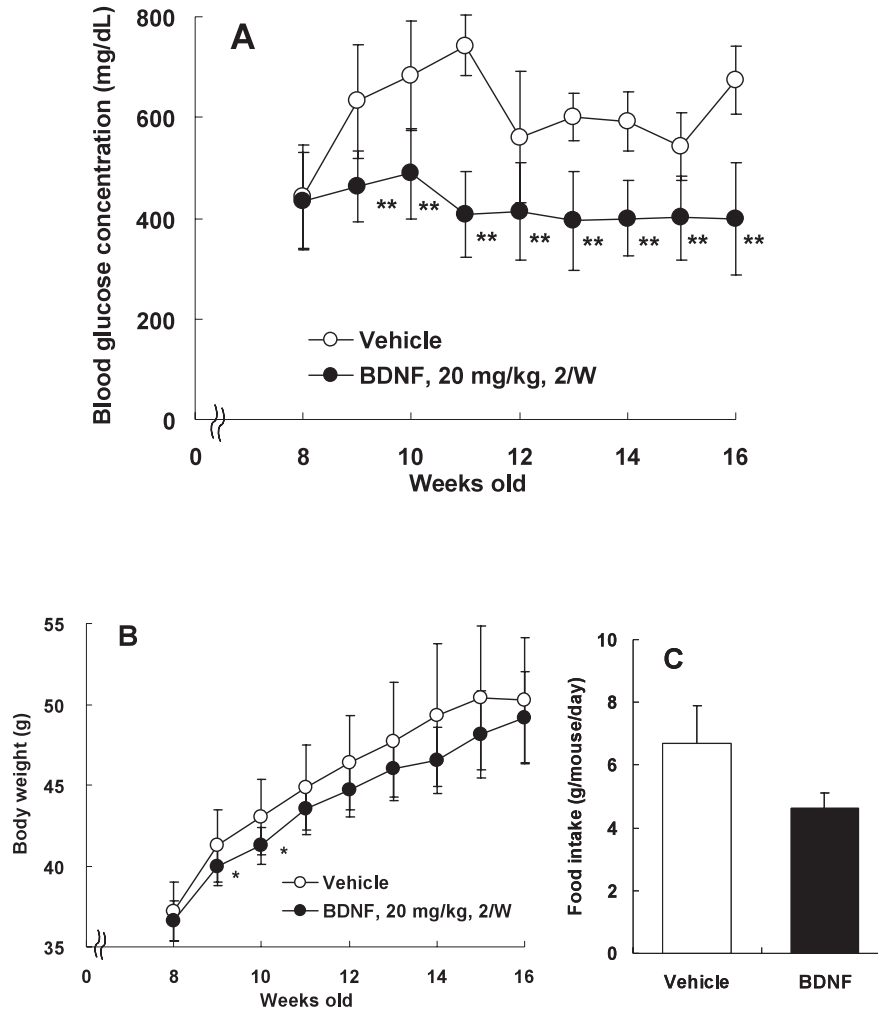 A
Blood glucose concentration (mg/dL)
800
600
400
200
0
** ** ** ** ** ** ** **
Vehicle
BDNF, 20 mg/kg, 2/W
0 8 10 12 14 16
Weeks old
B
Body weight (g)
55
50
45
40
35
* *
Vehicle
BDNF, 20 mg/kg, 2/W
0 8 10 12 14 16
Weeks old
C
Food intake (g/mouse/day)
10
8
6
4
2
0
Vehicle BDNF